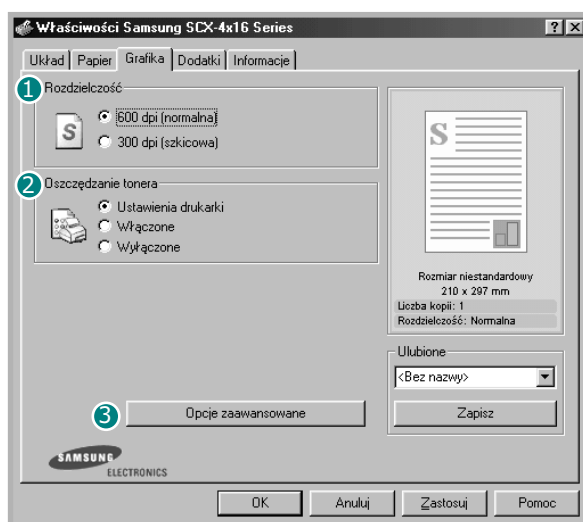 Właściwości Samsung SCX-4x16 Series
Układ Papier Grafika Dodatki Informacje
1 Rozdzielczość
S
600 dpi (normalna)
300 dpi (szkicowa)
2 Oszczędzanie tonera
Ustawienia drukarki
Włączone
Wyłączone
S
Rozmiar niestandardowy
210 x 297 mm
Liczba kopii: 1
Rozdzielczość: Normalna
Ulubione
<Bez nazwy>
3 Opcje zaawansowane
Zapisz
SAMSUNG
ELECTRONICS
OK Anuluj Zastosuj Pomoc